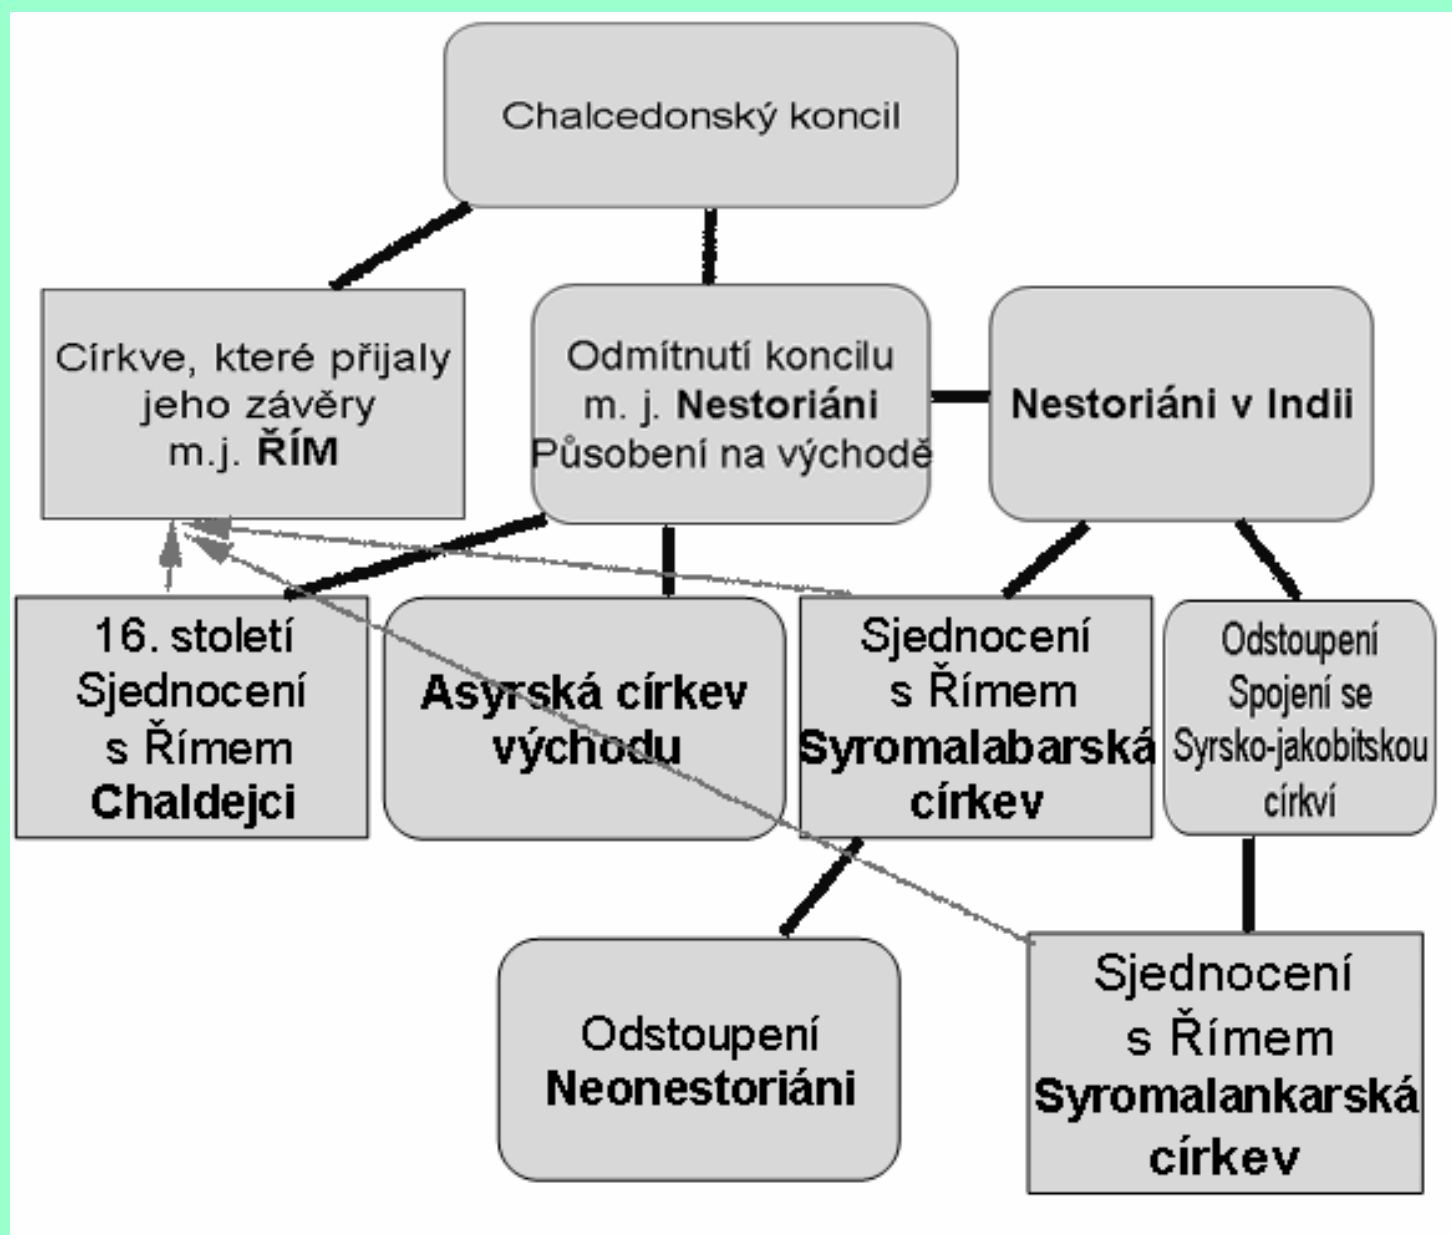 Chalcedonský koncil
Církve, které přijaly
jeho závěry
m.j. ŘÍM
Odmítnutí koncilu
m. j. Nestoriáni
Působení na východě
Nestoriáni v Indii
16. století
Sjednocení
s Římem
Chaldejci
Asyrská církev
východu
Sjednocení
s Římem
Syromalabarská
církev
Odstoupení
Spojení se
Syrsko-jakobitskou
církví
Odstoupení
Neonestoriáni
Sjednocení
s Římem
Syromalankarská
církev